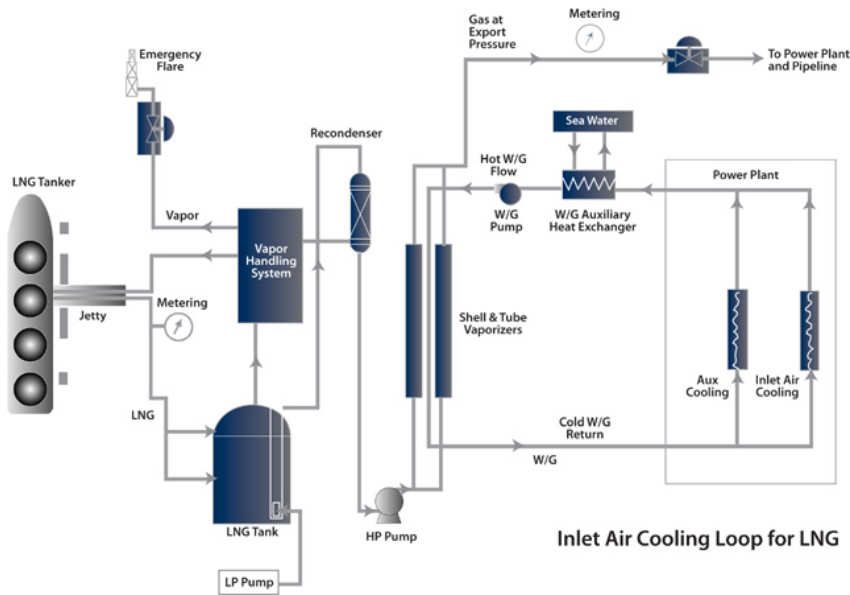 Emergency
Flare
LNG Tanker
Vapor
Jetty
Metering
LNG
Vapor
Handling
System
Recondenser
LNG Tank
LP Pump
HP Pump
Gas at
Export
Pressure
Metering
To Power Plant
and Pipeline
Sea Water
Hot W/G
Flow
W/G
Pump
W/G Auxiliary
Heat Exchanger
Power Plant
Shell & Tube
Vaporizers
Aux
Cooling
Inlet Air
Cooling
Cold W/G
Return
W/G
Inlet Air Cooling Loop for LNG